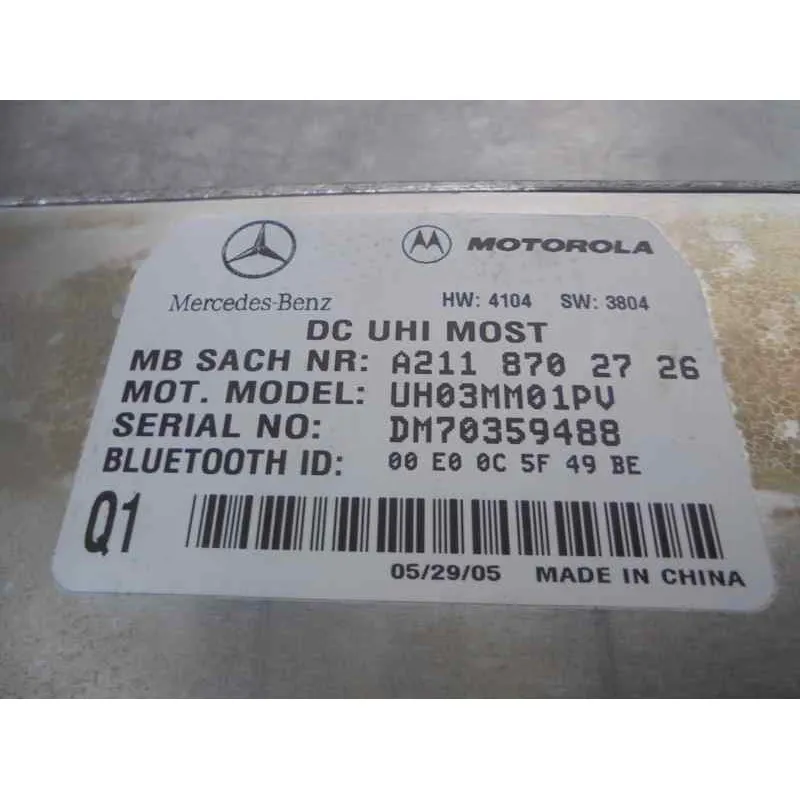 MOTOROLA
Mercedes-Benz
HW: 4104 SW: 3804
DC UHI MOST
MB SACH NR: A211 870 27 26
MOT. MODEL: UH03MM01PV
SERIAL NO: DM70359488
BLUETOOTH ID: 00 E0 0C 5F 49 BE
Q1
05/29/05 MADE IN CHINA